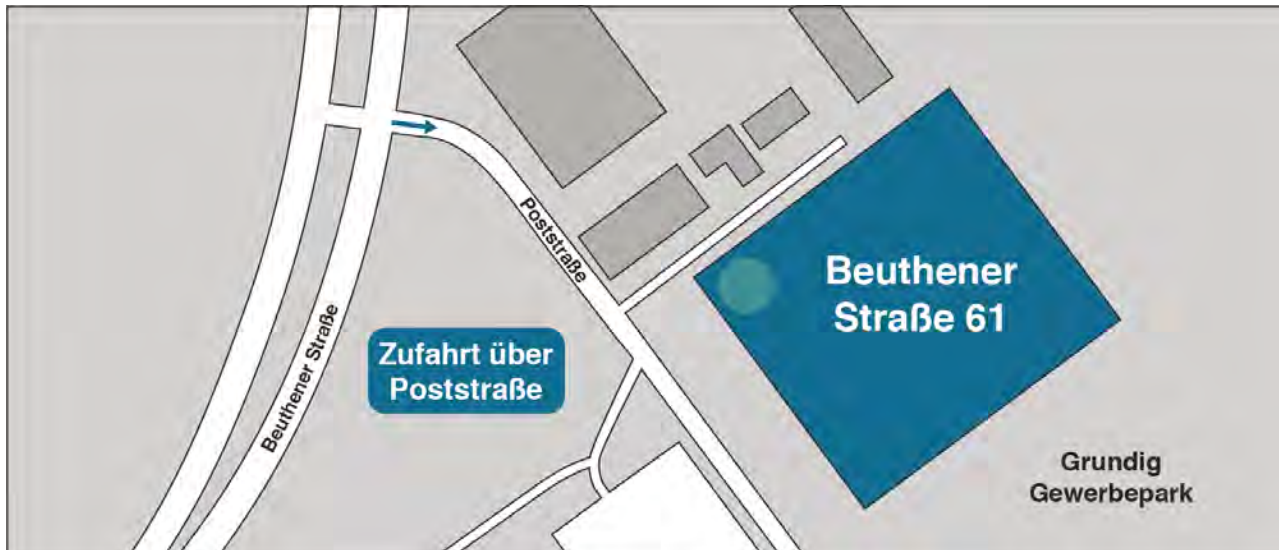 Poststraße
Beuthener
Straße 61
Zufahrt über
Poststraße
Beuthener Straße
Grundig
Gewerbepark